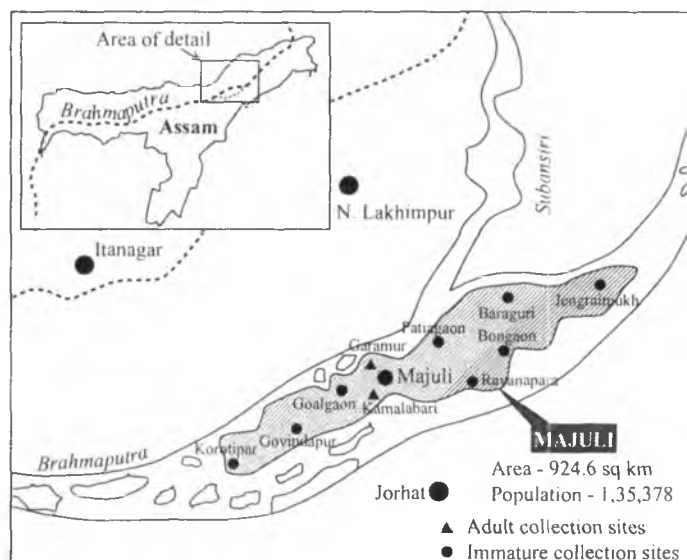 Area of detail
Brahmaputra
Assam
N. Lakhimpur
Subansiri
Itanagar
Jengraimukh
Baraguri
Patiagaon
Bongaon
Garamur
Majuli
Rayanapara
Goalgaon
Kamalabari
Govindapur
Koratipar
MAJULI
Brahmaputra
Area - 924.6 sq km
Jorhat
Population - 1,35,378
Adult collection sites
Immature collection sites